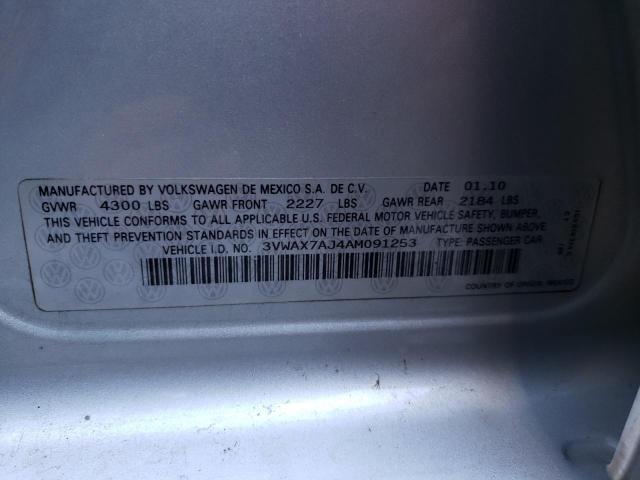 MANUFACTURED BY VOLKSWAGEN DE MEXICO S.A. DE C.V. DATE 01.10
GVWR 4300 LBS GAWR FRONT 2227 LBS GAWR REAR 2184 LBS
THIS VEHICLE CONFORMS TO ALL APPLICABLE U.S. FEDERAL MOTOR VEHICLE SAFETY, BUMPER,
AND THEFT PREVENTION STANDARDS IN EFFECT ON THE DATE OF MANUFACTURE SHOWN ABOVE
VEHICLE I.D. NO. 3VWAX7AJ4AM091253 TYPE: PASSENGER CAR
COUNTRY OF ORIGIN: MEXICO